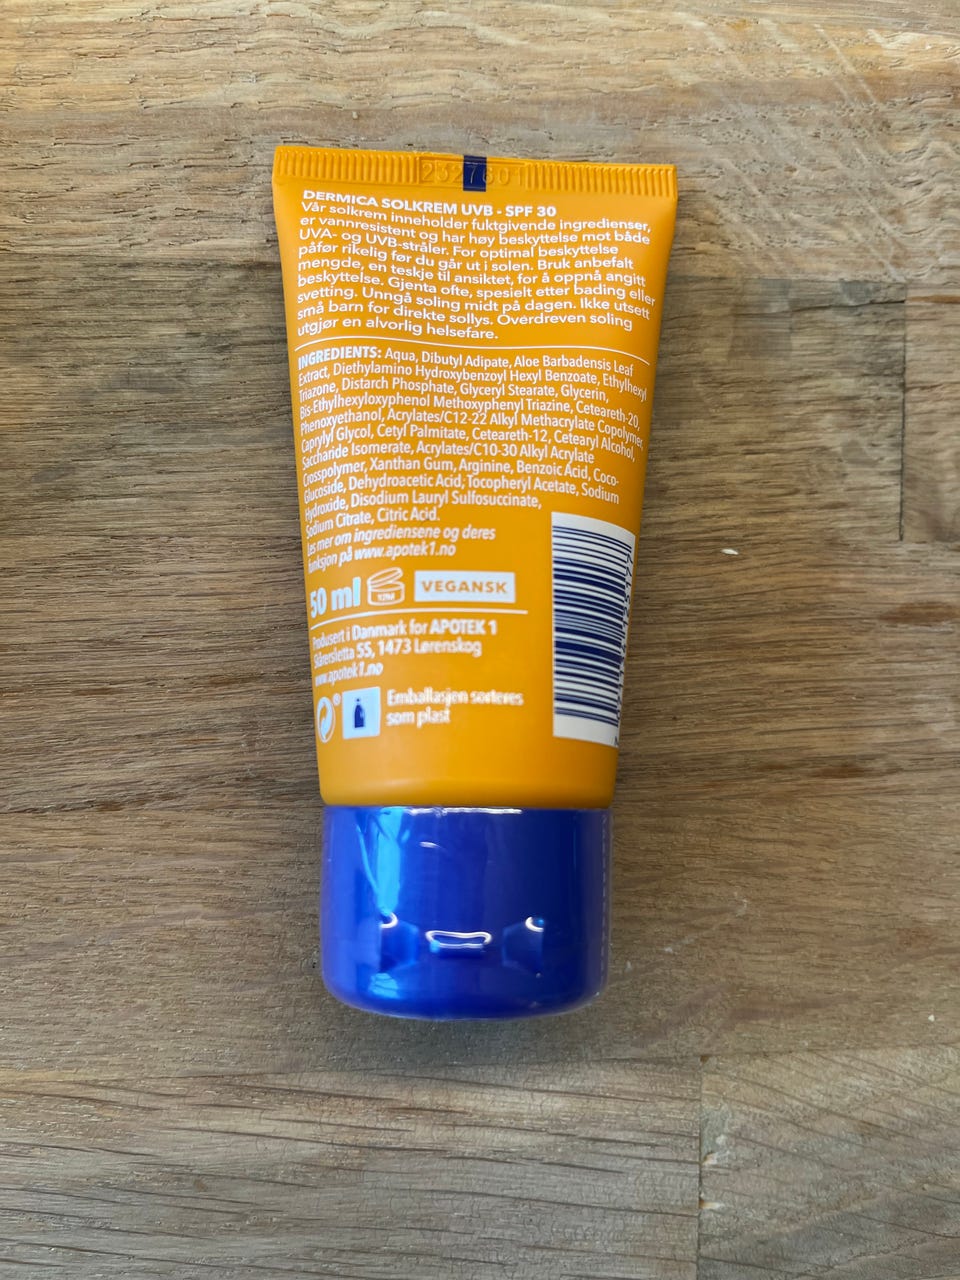 2327601
DERMICA SOLKREM UVB - SPF 30
Vår solkrem inneholder fuktgivende ingredienser,
er vannresistent og har høy beskyttelse mot både
UVA- og UVB-stråler. For optimal beskyttelse
påfør rikelig før du går ut i solen. Bruk anbefalt
mengde, en teskje til ansiktet, for å oppnå angitt
beskyttelse. Gjenta ofte, spesielt etter bading eller
svetting. Unngå soling midt på dagen. Ikke utsett
små barn for direkte sollys. Overdreven soling
utgjør en alvorlig helsefare.
INGREDIENTS: Aqua, Dibutyl Adipate, Aloe Barbadensis Leaf
Extract, Diethylamino Hydroxybenzoyl Hexyl Benzoate, Ethylhexyl
Triazone, Distarch Phosphate, Glyceryl Stearate, Glycerin,
Bis-Ethylhexyloxyphenol Methoxyphenyl Triazine, Ceteareth-20,
Phenoxyethanol, Acrylates/C12-22 Alkyl Methacrylate Copolymer,
Caprylyl Glycol, Cetyl Palmitate, Ceteareth-12, Cetearyl Alcohol,
Saccharide Isomerate, Acrylates/C10-30 Alkyl Acrylate
Crosspolymer, Xanthan Gum, Arginine, Benzoic Acid, Coco-
Glucoside, Dehydroacetic Acid, Tocopheryl Acetate, Sodium
Hydroxide, Disodium Lauryl Sulfosuccinate,
Sodium Citrate, Citric Acid.
Les mer om ingrediensene og deres
funksjon på www.apotek1.no
50 ml
VEGANSK
Produsert i Danmark for APOTEK 1
Skårersletta 55, 1473 Lørenskog
www.apotek1.no
Emballasjen sorteres
som plast